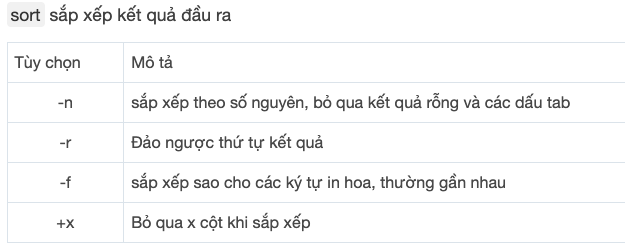 sort sắp xếp kết quả đầu ra
Tùy chọn Mô tả
-n sắp xếp theo số nguyên, bỏ qua kết quả rỗng và các dấu tab
-r Đảo ngược thứ tự kết quả
-f sắp xếp sao cho các ký tự in hoa, thường gần nhau
+x Bỏ qua x cột khi sắp xếp